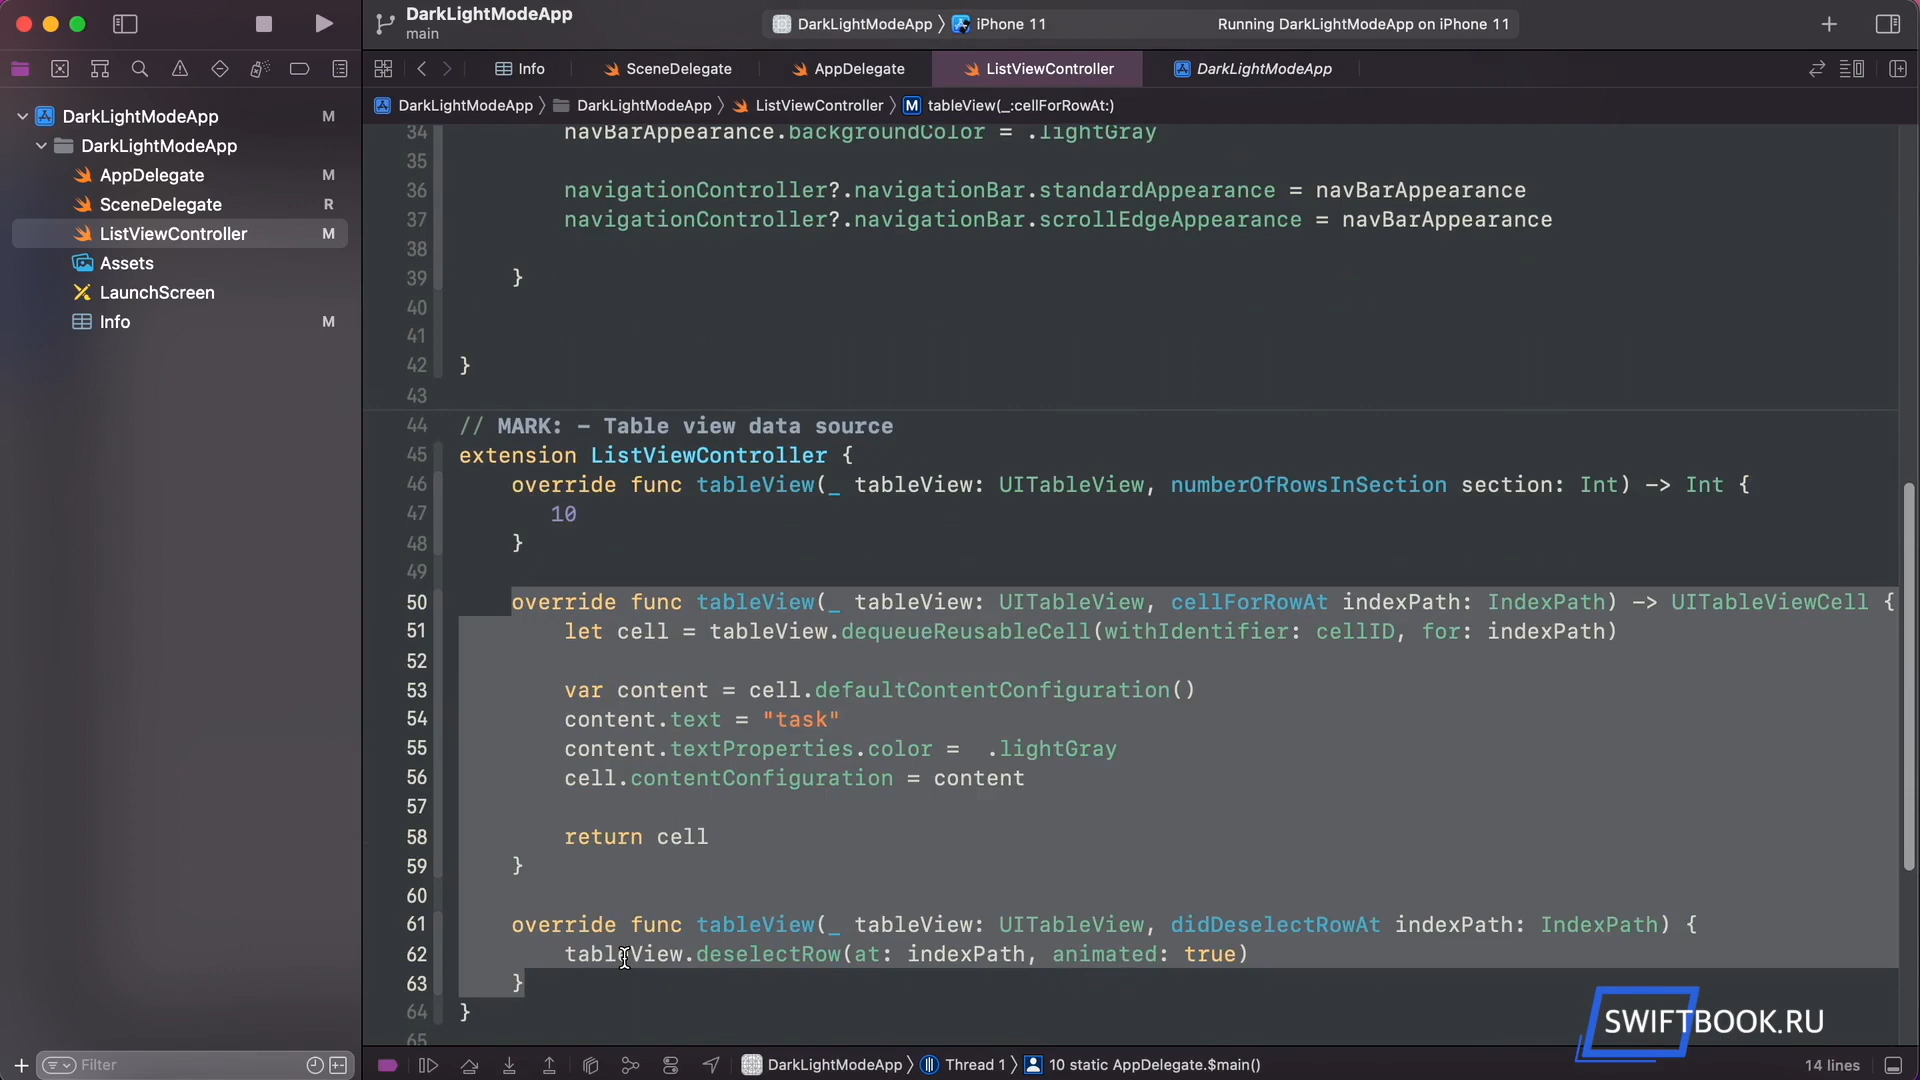 DarkLightModeApp
main
DarkLightModeApp 〉 iPhone 11
Running DarkLightModeApp on iPhone 11
Info
SceneDelegate
AppDelegate
ListViewController
DarkLightModeApp
DarkLightModeApp 〉 DarkLightModeApp 〉 ListViewController 〉 M tableView(_:cellForRowAt:)
DarkLightModeApp M
DarkLightModeApp
AppDelegate M
SceneDelegate R
ListViewController M
Assets
LaunchScreen
Info M
34 navBarAppearance.backgroundColor = .lightGray
35
36 navigationController?.navigationBar.standardAppearance = navBarAppearance
37 navigationController?.navigationBar.scrollEdgeAppearance = navBarAppearance
38
39 }
40
41
42 }
43
44 // MARK: - Table view data source
45 extension ListViewController {
46 override func tableView(_ tableView: UITableView, numberOfRowsInSection section: Int) -> Int {
47 10
48 }
49
50 override func tableView(_ tableView: UITableView, cellForRowAt indexPath: IndexPath) -> UITableViewCell {
51 let cell = tableView.dequeueReusableCell(withIdentifier: cellID, for: indexPath)
52
53 var content = cell.defaultContentConfiguration()
54 content.text = "task"
55 content.textProperties.color =  .lightGray
56 cell.contentConfiguration = content
57
58 return cell
59 }
60
61 override func tableView(_ tableView: UITableView, didDeselectRowAt indexPath: IndexPath) {
62 tableView.deselectRow(at: indexPath, animated: true)
63 }
64 }
65
SWIFTBOOK.RU
Filter
DarkLightModeApp 〉 Thread 1 〉 10 static AppDelegate.$main()
14 lines